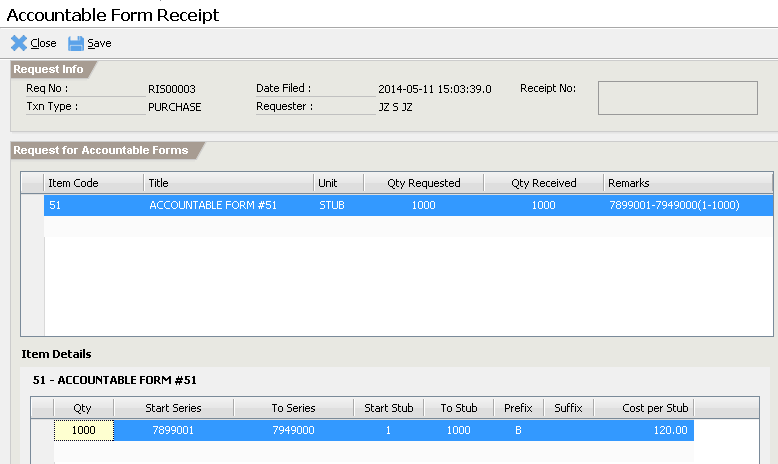 Accountable Form Receipt
Close Save
Request Info
Req No : RIS00003 Date Filed : 2014-05-11 15:03:39.0 Receipt No:
Txn Type : PURCHASE Requester : JZ S JZ
Request for Accountable Forms
Item Code Title Unit Qty Requested Qty Received Remarks
51 ACCOUNTABLE FORM #51 STUB 1000 1000 7899001-7949000(1-1000)
Item Details
51 - ACCOUNTABLE FORM #51
Qty Start Series To Series Start Stub To Stub Prefix Suffix Cost per Stub
1000 7899001 7949000 1 1000 B 120.00